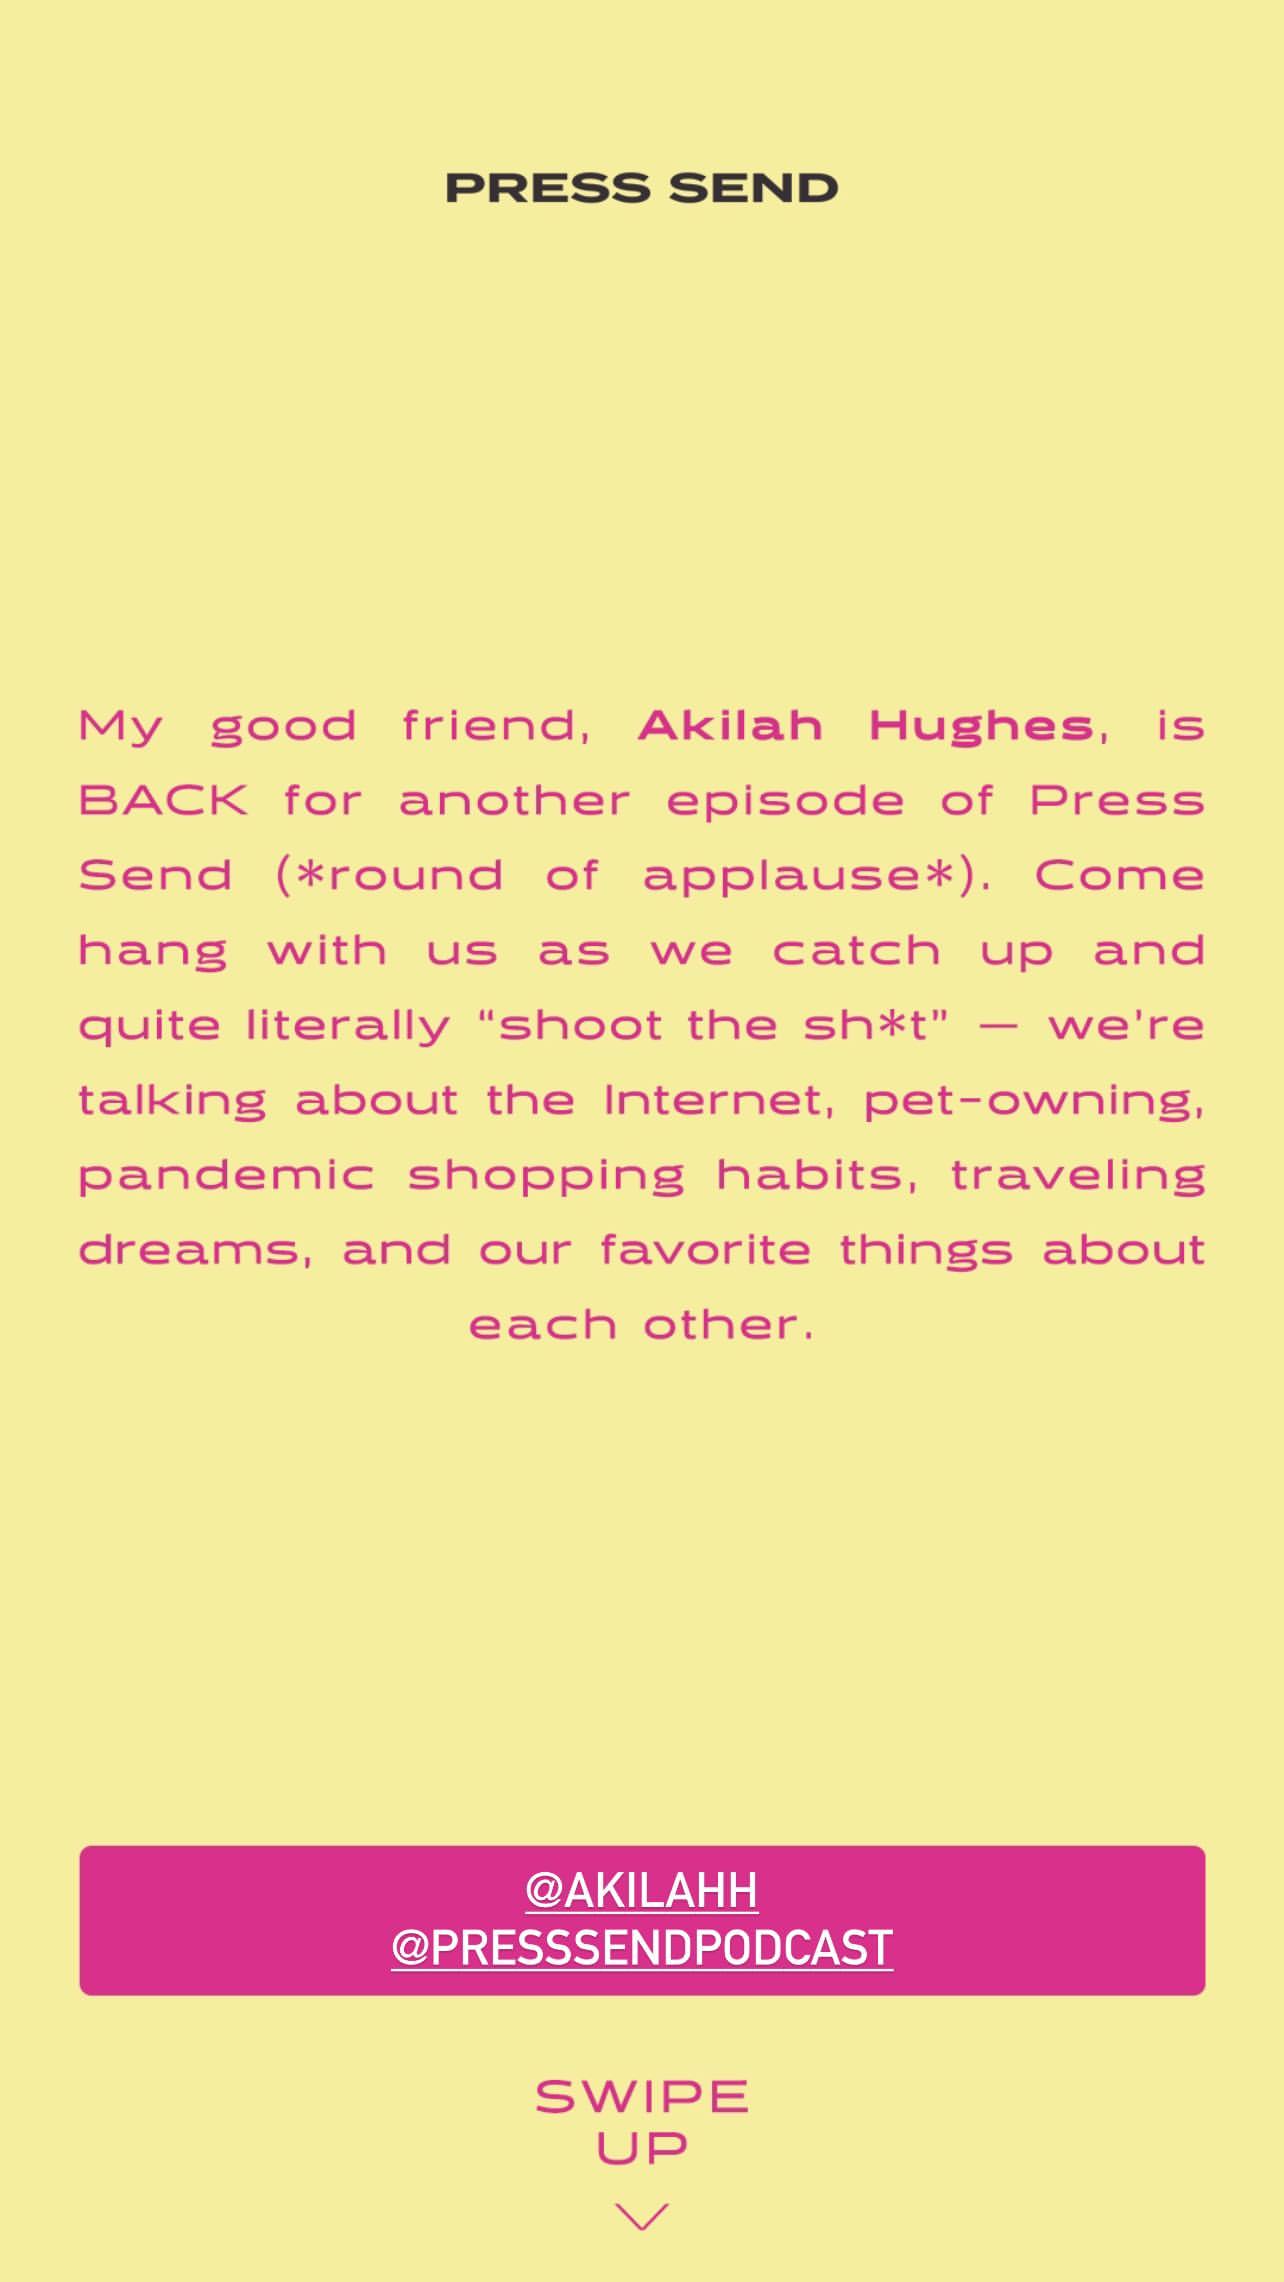 PRESS SEND
My good friend, Akilah Hughes, is
BACK for another episode of Press
Send (*round of applause*). Come
hang with us as we catch up and
quite literally “shoot the sh*t” — we’re
talking about the Internet, pet-owning,
pandemic shopping habits, traveling
dreams, and our favorite things about
each other.
@AKILAHH
@PRESSSENDPODCAST
SWIPE
UP